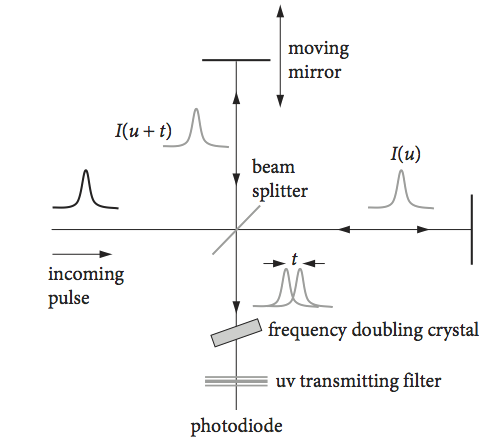 moving
mirror
I(u + t)
I(u)
beam
splitter
incoming
pulse
t
frequency doubling crystal
uv transmitting filter
photodiode